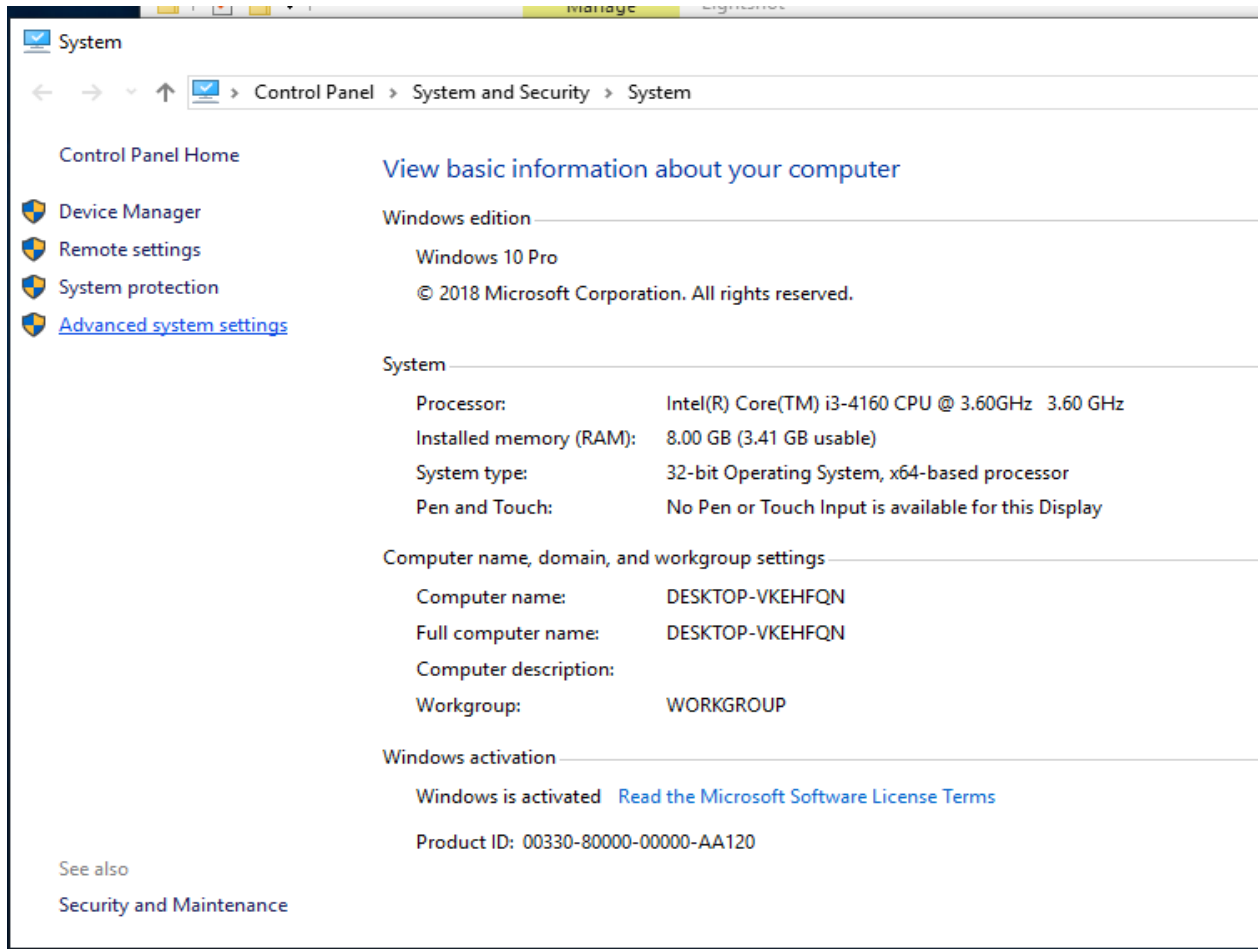 System
Control Panel > System and Security > System
Control Panel Home
Device Manager
Remote settings
System protection
Advanced system settings
See also
Security and Maintenance
View basic information about your computer
Windows edition
Windows 10 Pro
© 2018 Microsoft Corporation. All rights reserved.
System
Processor: Intel(R) Core(TM) i3-4160 CPU @ 3.60GHz 3.60 GHz
Installed memory (RAM): 8.00 GB (3.41 GB usable)
System type: 32-bit Operating System, x64-based processor
Pen and Touch: No Pen or Touch Input is available for this Display
Computer name, domain, and workgroup settings
Computer name: DESKTOP-VKEHFQN
Full computer name: DESKTOP-VKEHFQN
Computer description:
Workgroup: WORKGROUP
Windows activation
Windows is activated Read the Microsoft Software License Terms
Product ID: 00330-80000-00000-AA120